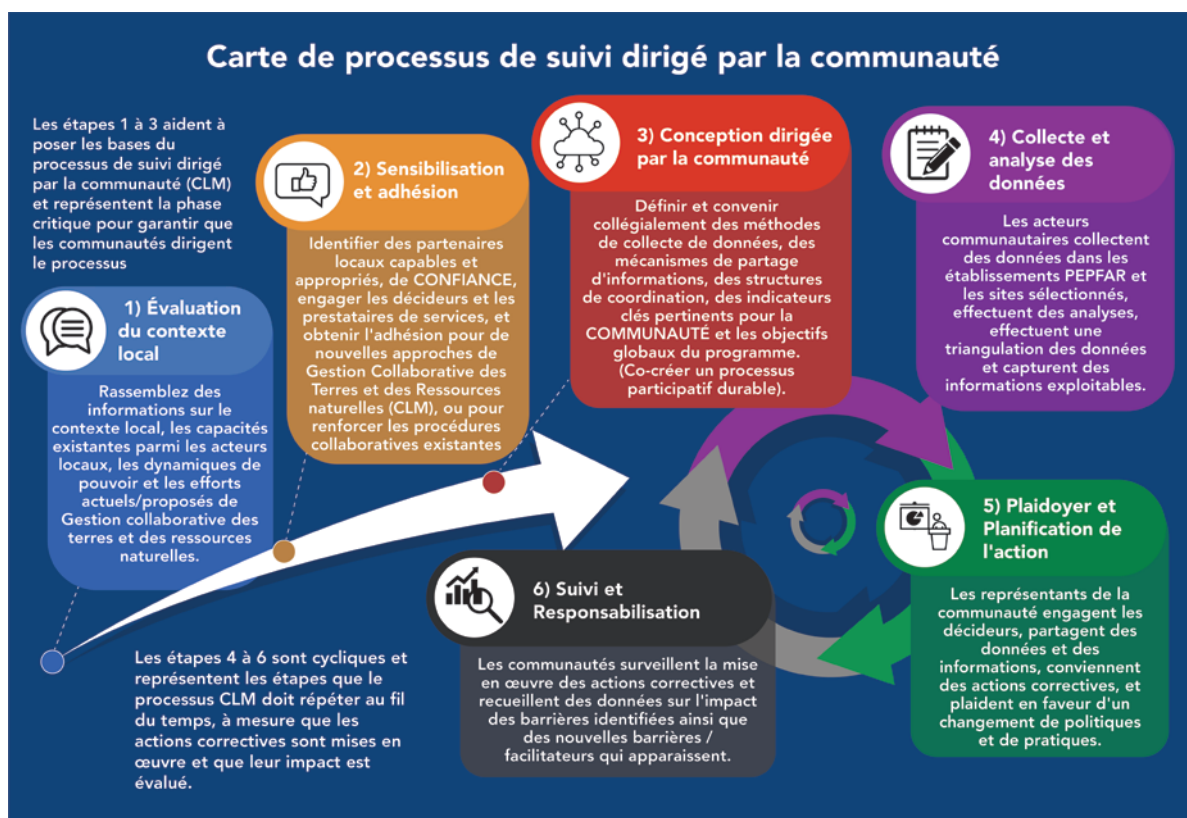 Carte de processus de suivi dirigé par la communauté
Les étapes 1 à 3 aident à
poser les bases du
processus de suivi dirigé
par la communauté (CLM)
et représentent la phase
critique pour garantir que
les communautés dirigent
le processus
1) Évaluation
du contexte
local
Rassemblez des
informations sur le
contexte local, les capacités
existantes parmi les acteurs
locaux, les dynamiques de
pouvoir et les efforts
actuels/proposés de
Gestion collaborative des
terres et des ressources
naturelles.
2) Sensibilisation
et adhésion
Identifier des partenaires
locaux capables et
appropriés, de CONFIANCE,
engager les décideurs et les
prestataires de services, et
obtenir l'adhésion pour de
nouvelles approches de
Gestion Collaborative des
Terres et des Ressources
naturelles (CLM), ou pour
renforcer les procédures
collaboratives existantes
3) Conception dirigée
par la communauté
Définir et convenir
collégialement des méthodes
de collecte de données, des
mécanismes de partage
d'informations, des structures
de coordination, des indicateurs
clés pertinents pour la
COMMUNAUTÉ et les objectifs
globaux du programme.
(Co-créer un processus
participatif durable).
4) Collecte et
analyse des
données
Les acteurs
communautaires collectent
des données dans les
établissements PEPFAR et
les sites sélectionnés,
effectuent des analyses,
effectuent une
triangulation des données
et capturent des
informations exploitables.
5) Plaidoyer et
Planification de
l'action
Les représentants de la
communauté engagent les
décideurs, partagent des
données et des
informations, conviennent
des actions correctives, et
plaident en faveur d'un
changement de politiques
et de pratiques.
6) Suivi et
Responsabilisation
Les communautés surveillent la mise
en œuvre des actions correctives et
recueillent des données sur l'impact
des barrières identifiées ainsi que
des nouvelles barrières /
facilitateurs qui apparaissent.
Les étapes 4 à 6 sont cycliques et
représentent les étapes que le
processus CLM doit répéter au fil
du temps, à mesure que les
actions correctives sont mises en
œuvre et que leur impact est
évalué.